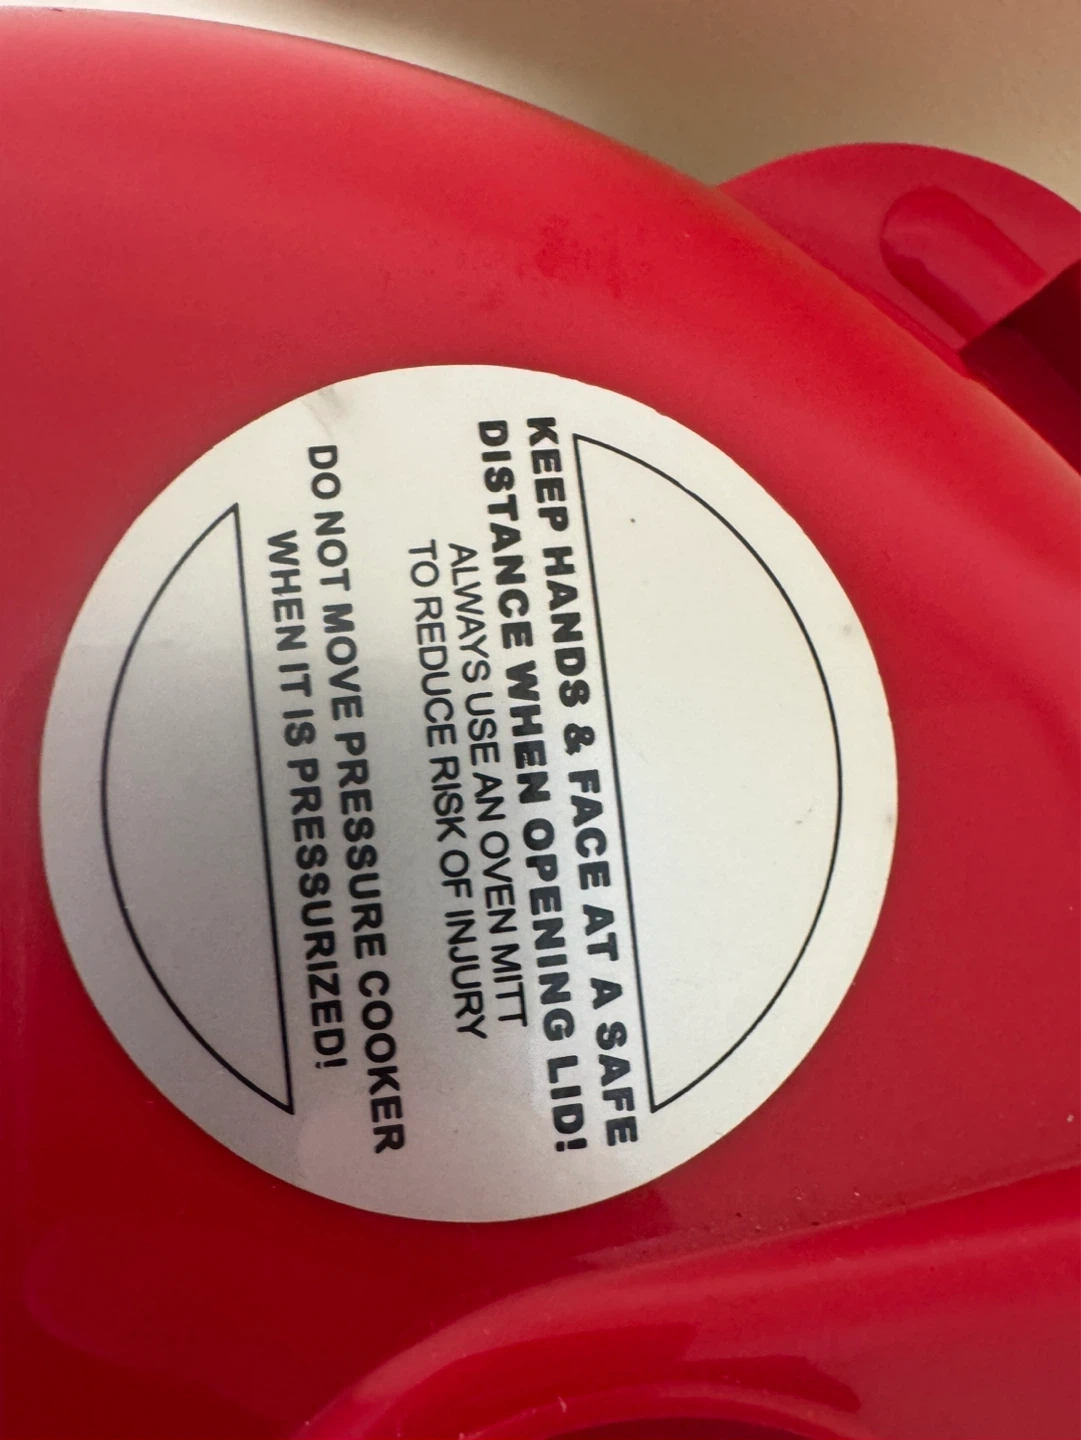 KEEP HANDS & FACE AT A SAFE
DISTANCE WHEN OPENING LID!
ALWAYS USE AN OVEN MITT
TO REDUCE RISK OF INJURY
DO NOT MOVE PRESSURE COOKER
WHEN IT IS PRESSURIZED!